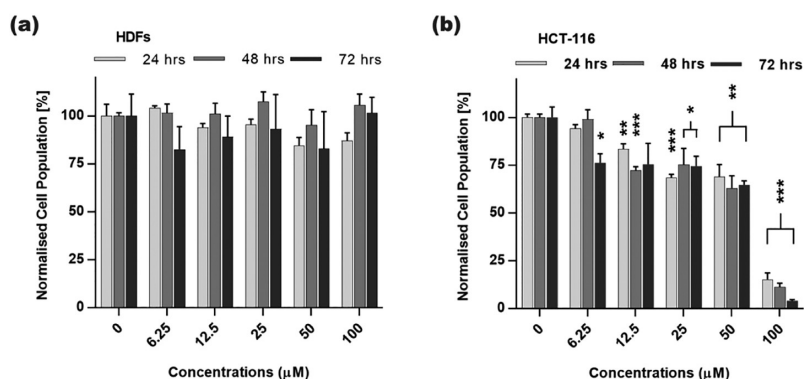 (a)
HDFs
24 hrs 48 hrs 72 hrs
Normalised Cell Population [%]
100
75
50
25
0
0 6.25 12.5 25 50 100
Concentrations (μM)
(b)
HCT-116
24 hrs 48 hrs 72 hrs
Normalised Cell Population [%]
100
75
50
25
0
* ** *** *** * ** ***
0 6.25 12.5 25 50 100
Concentrations (μM)